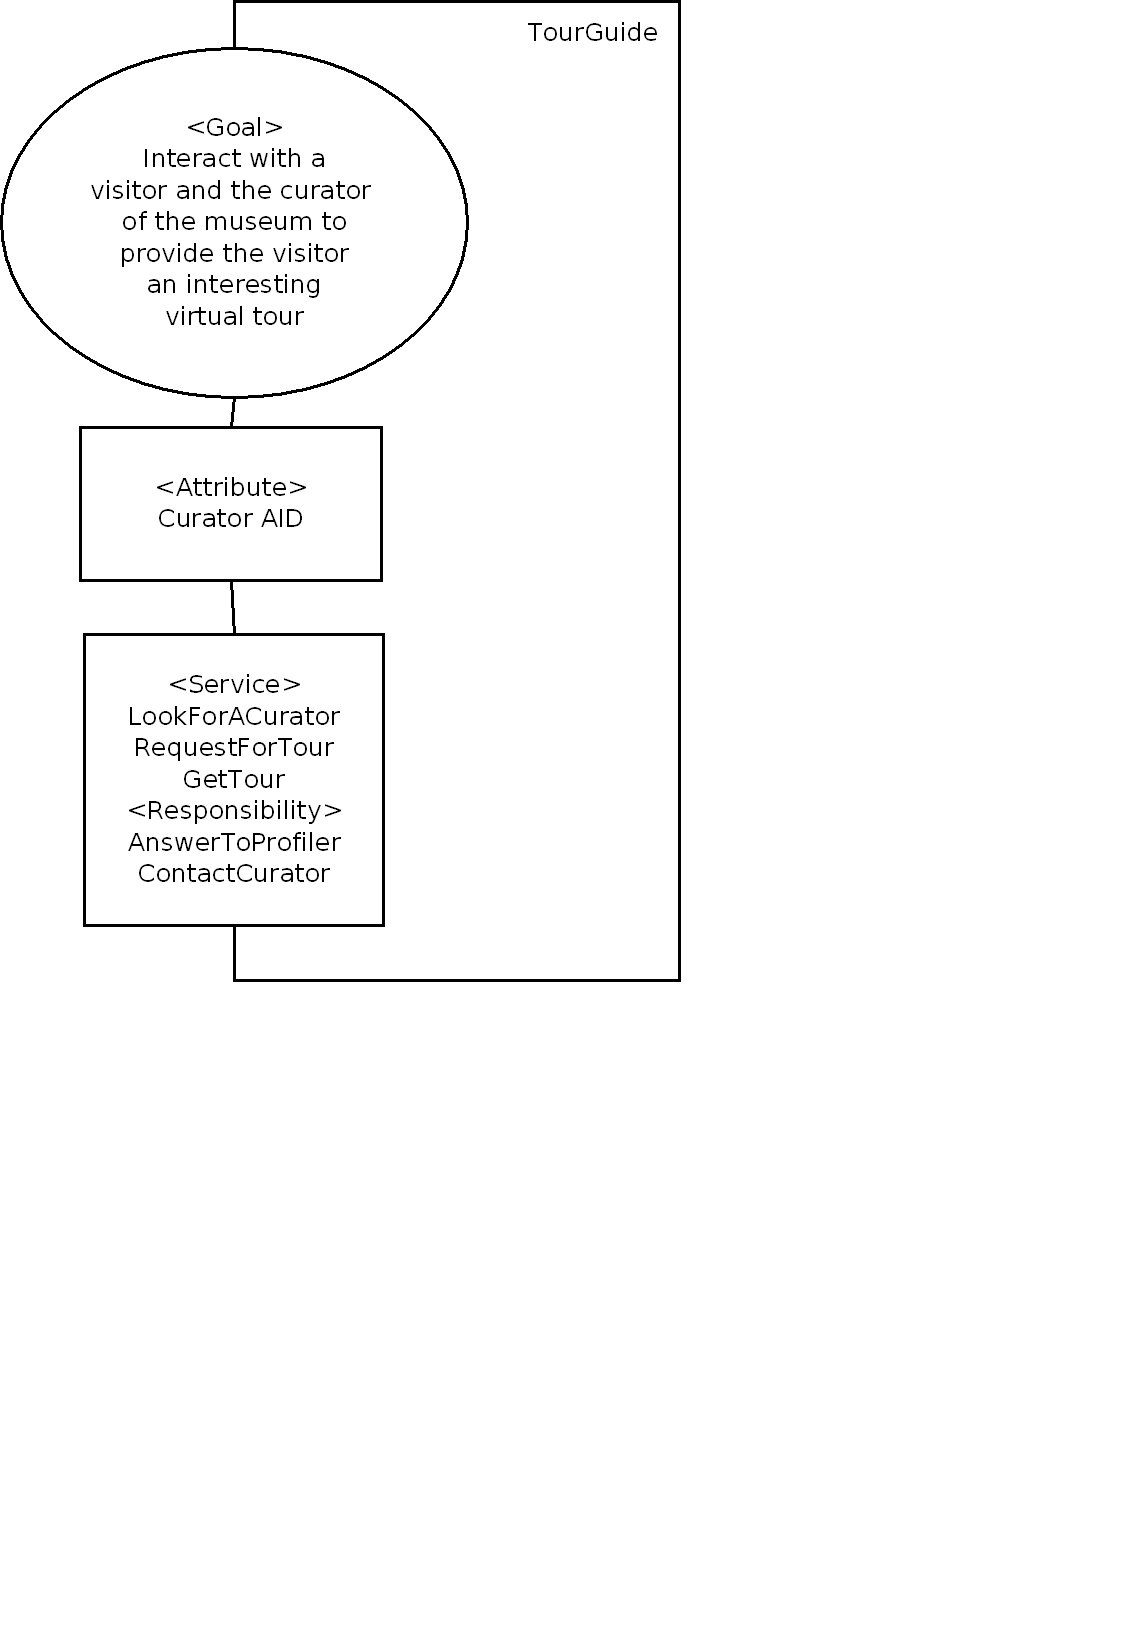 TourGuide
<Goal>
Interact with a
visitor and the curator
of the museum to
provide the visitor
an interesting
virtual tour
<Attribute>
Curator AID
<Service>
LookForACurator
RequestForTour
GetTour
<Responsibility>
AnswerToProfiler
ContactCurator